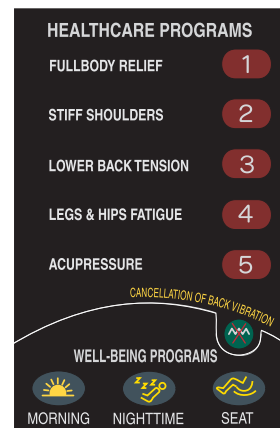 HEALTHCARE PROGRAMS
FULLBODY RELIEF 1
STIFF SHOULDERS 2
LOWER BACK TENSION 3
LEGS & HIPS FATIGUE 4
ACUPRESSURE 5
CANCELLATION OF BACK VIBRATION
WELL-BEING PROGRAMS
z z z z
MORNING NIGHTTIME SEAT